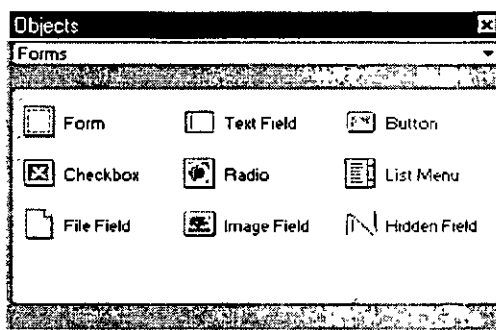 Objects
Forms
Form Text Field Button
Checkbox Radio List Menu
File Field Image Field Hidden Field